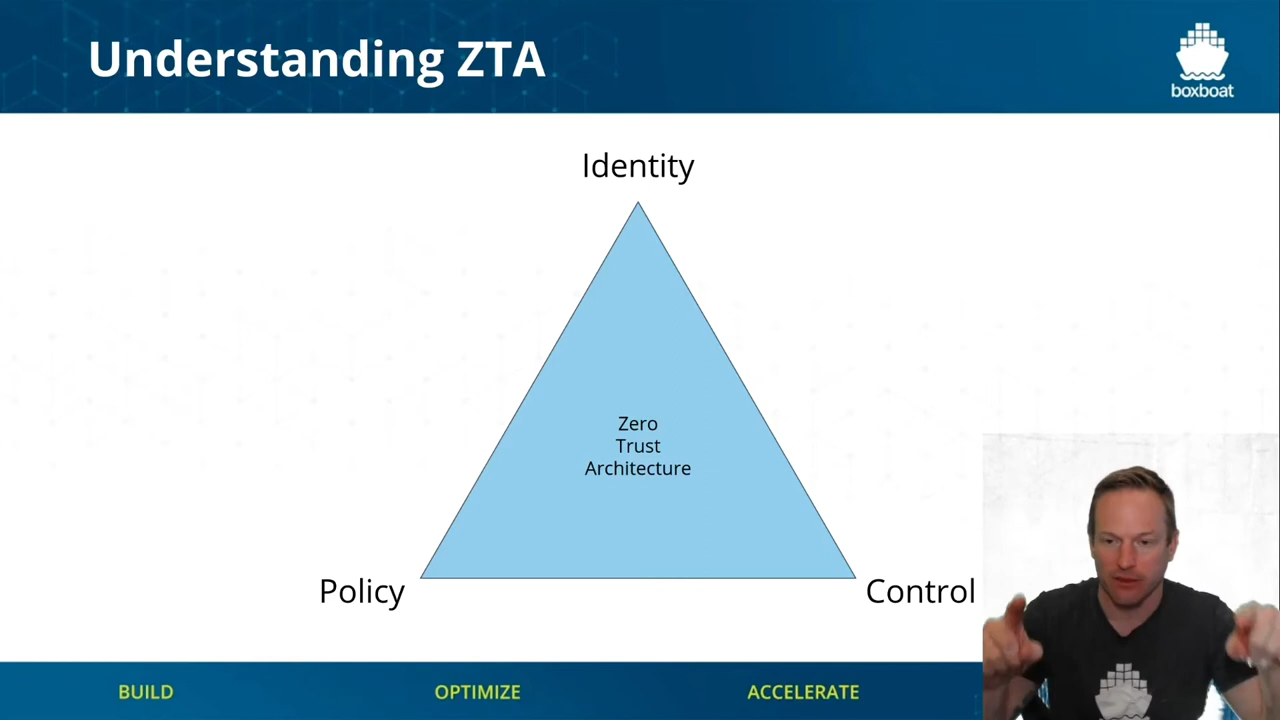 Understanding ZTA
boxboat
Identity
Zero
Trust
Architecture
Policy
Control
BUILD
OPTIMIZE
ACCELERATE